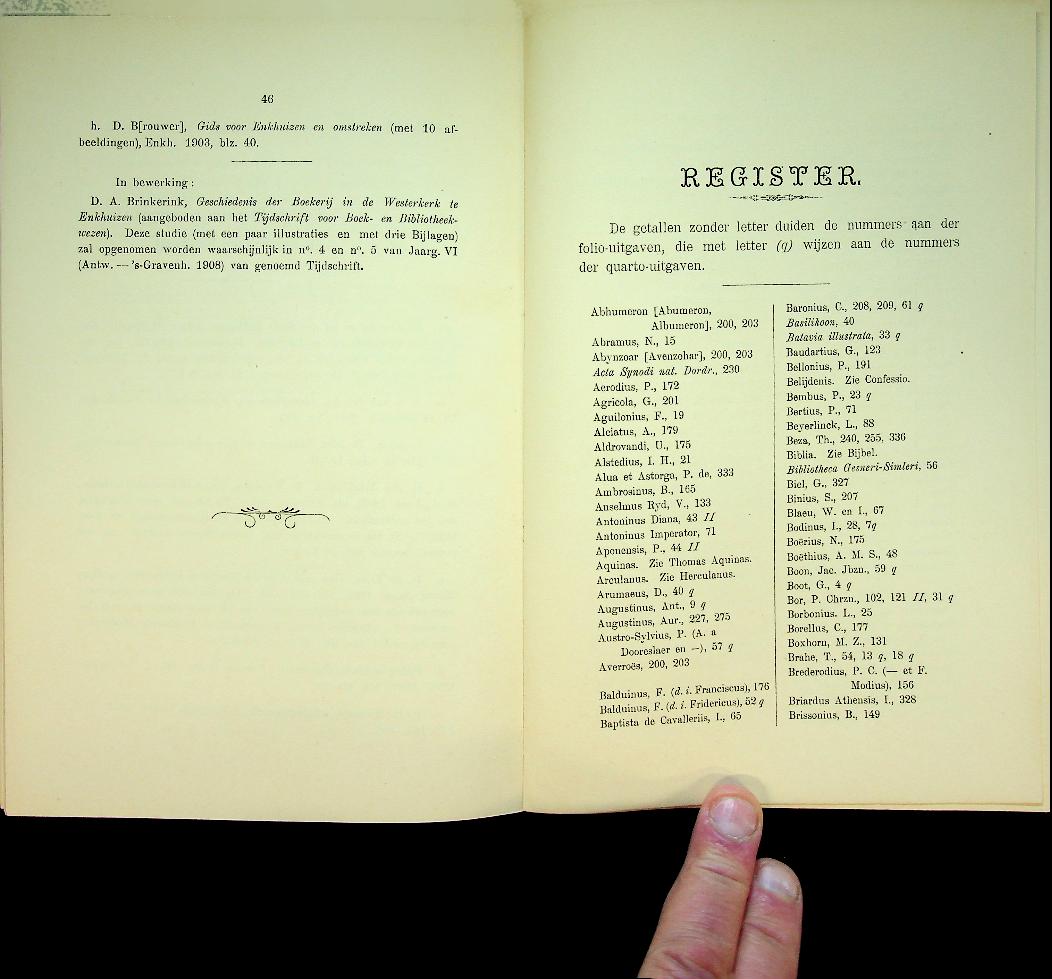 46
h. D. B[rouwer], Gids voor Enkhuizen en omstreken (met 10 af-
beeldingen), Enkh. 1903, blz. 40.
In bewerking:
D. A. Brinkerink, Geschiedenis der Boekerij in de Westerkerk te
Enkhuizen (aangeboden aan het Tijdschrift voor Boek- en Bibliotheek-
wezen). Deze studie (met een paar illustraties en met drie Bijlagen)
zal opgenomen worden waarschijnlijk in nº. 4 en nº. 5 van Jaarg. VI
(Antw. — 's-Gravenh. 1908) van genoemd Tijdschrift.
REGISTER.
De getallen zonder letter duiden de nummers aan der
folio-uitgaven, die met letter (q) wijzen aan de nummers
der quarto-uitgaven.
Abhumeron [Abumeron,
Albumeron], 200, 203
Abramus, N., 15
Abynzoar [Avenzohar], 200, 203
Acta Synodi nat. Dordr., 230
Aerodius, P., 172
Agricola, G., 201
Aguilonius, F., 19
Alciatus, A., 179
Aldrovandi, U., 175
Alstedius, I. H., 21
Alua et Astorga, P. de, 333
Ambrosinus, B., 165
Anselmus Ryd, V., 133
Antoninus Diana, 43 II
Antoninus Imperator, 71
Aponensis, P., 44 II
Aquinas. Zie Thomas Aquinas.
Arculanus. Zie Herculanus.
Arumaeus, D., 40 q
Augustinus, Ant., 9 q
Augustinus, Aur., 227, 275
Austro-Sylvius, P. (A. a
Dooreslaer en —), 57 q
Averroës, 200, 203
Balduinus, F. (d. i. Franciscus), 176
Balduinus, F. (d. i. Fridericus), 52 q
Baptista de Cavalleriis, I., 65
Baronius, C., 208, 209, 61 q
Basilikoon, 40
Batavia illustrata, 33 q
Baudartius, G., 123
Bellonius, P., 191
Belijdenis. Zie Confessio.
Bembus, P., 23 q
Bertius, P., 71
Beyerlinck, L., 88
Beza, Th., 240, 255, 336
Biblia. Zie Bijbel.
Bibliotheca Gesneri-Simleri, 56
Biel, G., 327
Binius, S., 207
Blaeu, W. en I., 67
Bodinus, I., 28, 7q
Boërius, N., 175
Boëthius, A. M. S., 48
Boon, Jac. Jbzn., 59 q
Boot, G., 4 q
Bor, P. Chrzn., 102, 121 II, 31 q
Borbonius. L., 25
Borellus, C., 177
Boxhorn, M. Z., 131
Brahe, T., 54, 13 q, 18 q
Brederodius, P. C. (— et F.
Modius), 156
Briardus Athensis, I., 328
Brissonius, B., 149